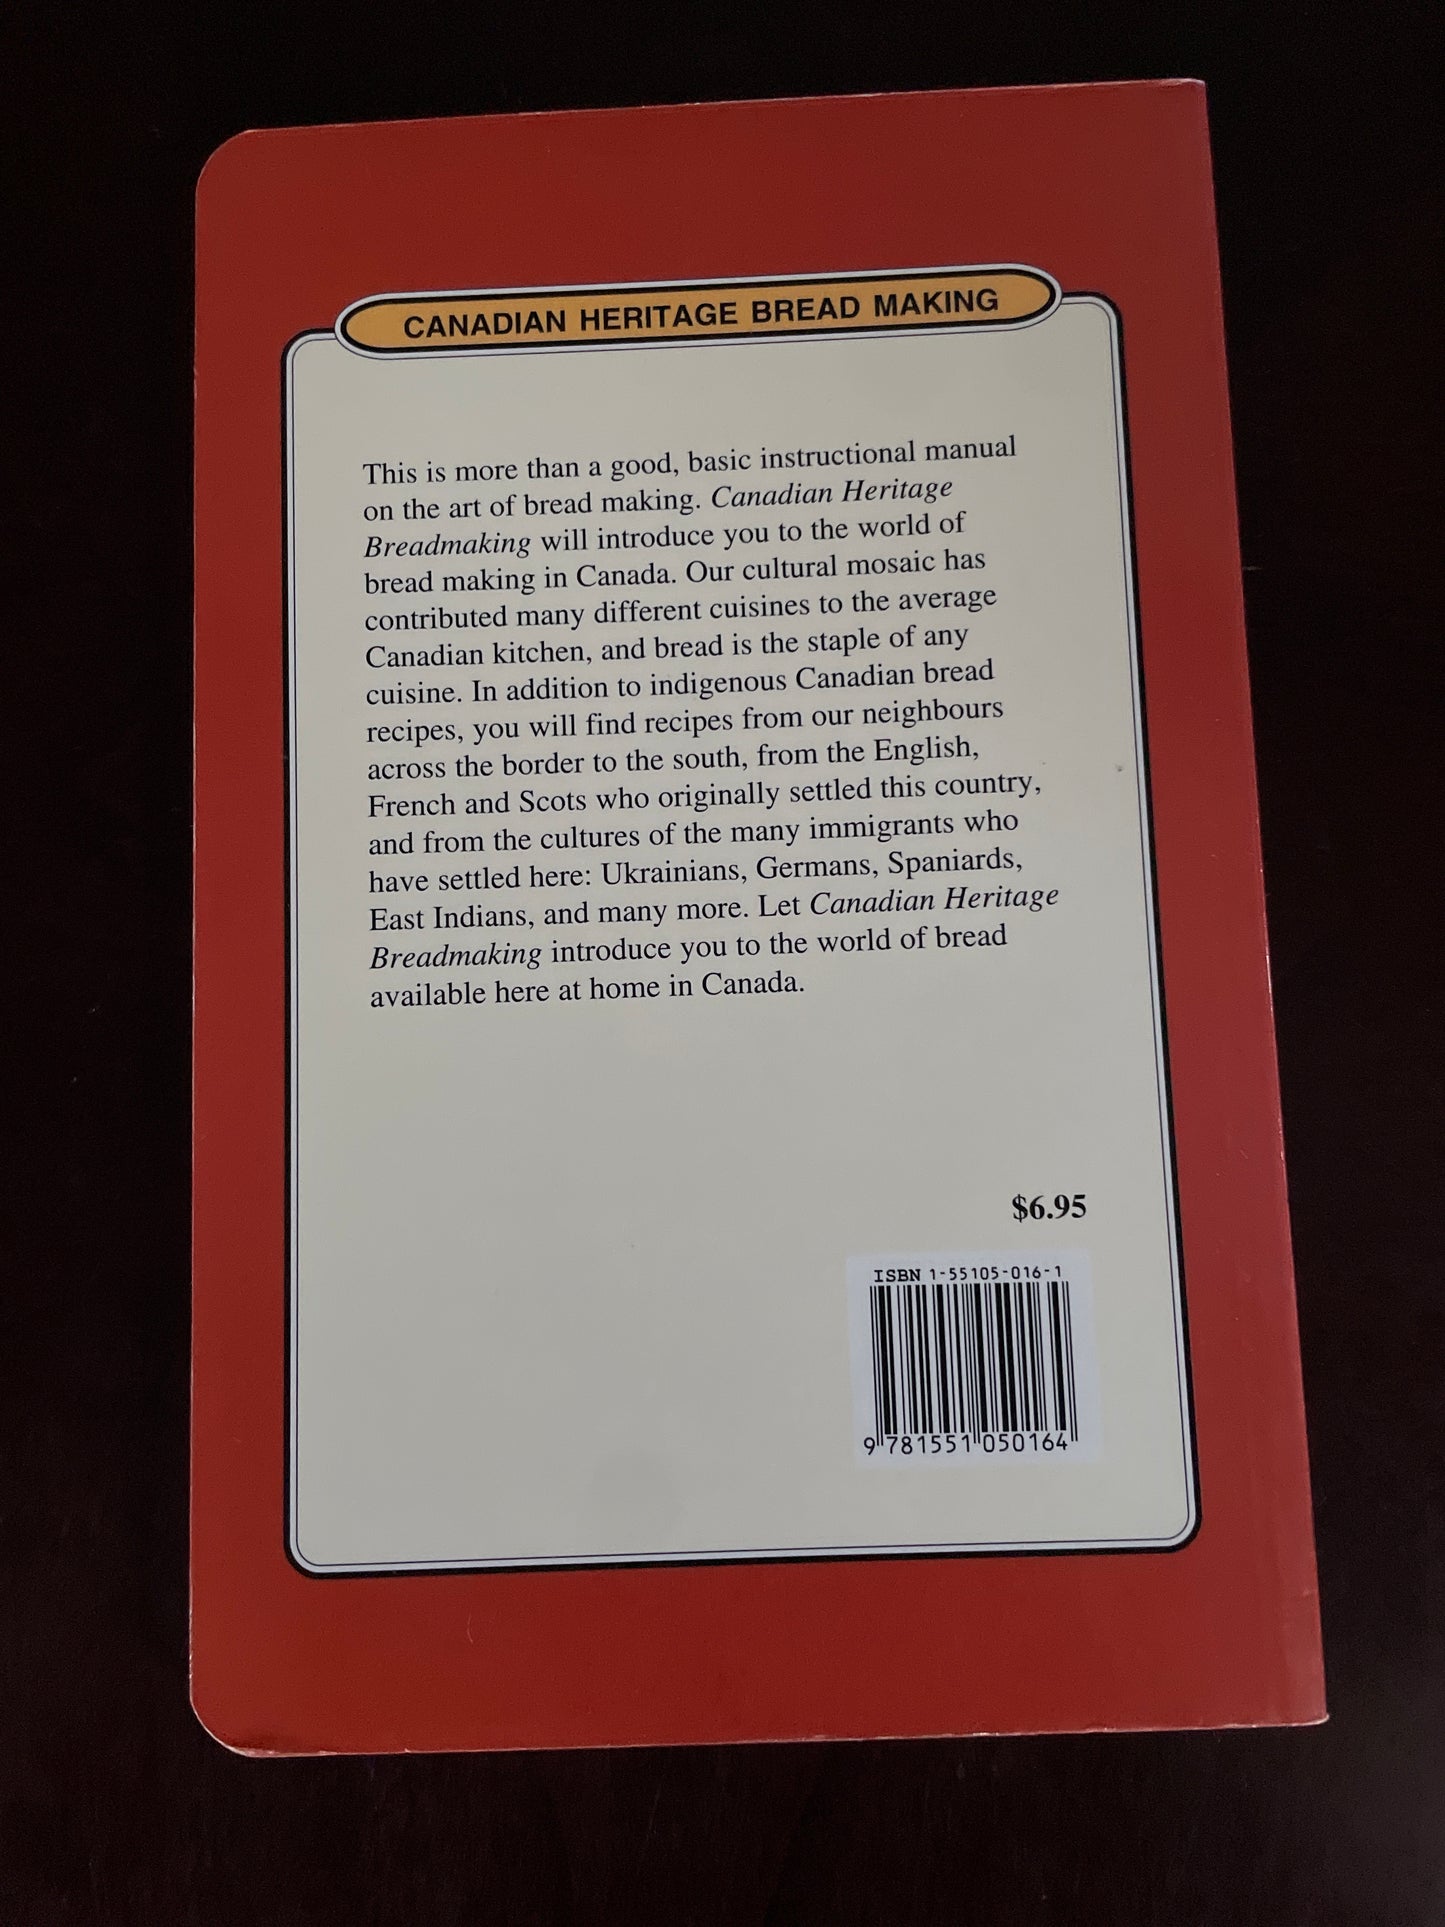 CANADIAN HERITAGE BREAD MAKING
This is more than a good, basic instructional manual
on the art of bread making. Canadian Heritage
Breadmaking will introduce you to the world of
bread making in Canada. Our cultural mosaic has
contributed many different cuisines to the average
Canadian kitchen, and bread is the staple of any
cuisine. In addition to indigenous Canadian bread
recipes, you will find recipes from our neighbours
across the border to the south, from the English,
French and Scots who originally settled this country,
and from the cultures of the many immigrants who
have settled here: Ukrainians, Germans, Spaniards,
East Indians, and many more. Let Canadian Heritage
Breadmaking introduce you to the world of bread
available here at home in Canada.
$6.95
ISBN 1-55105-016-1
9 781551 050164